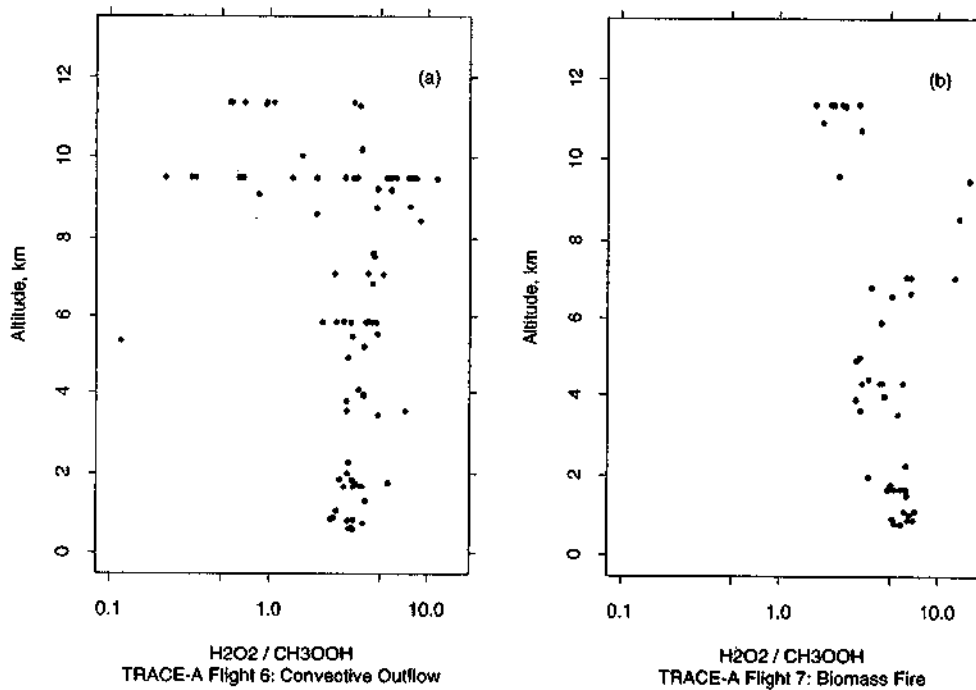 (a)
12
10
8
6
4
2
0
Altitude, km
0.1
1.0
10.0
H2O2 / CH3OOH
TRACE-A Flight 6: Convective Outflow
(b)
12
10
8
6
4
2
0
Altitude, km
0.1
1.0
10.0
H2O2 / CH3OOH
TRACE-A Flight 7: Biomass Fire